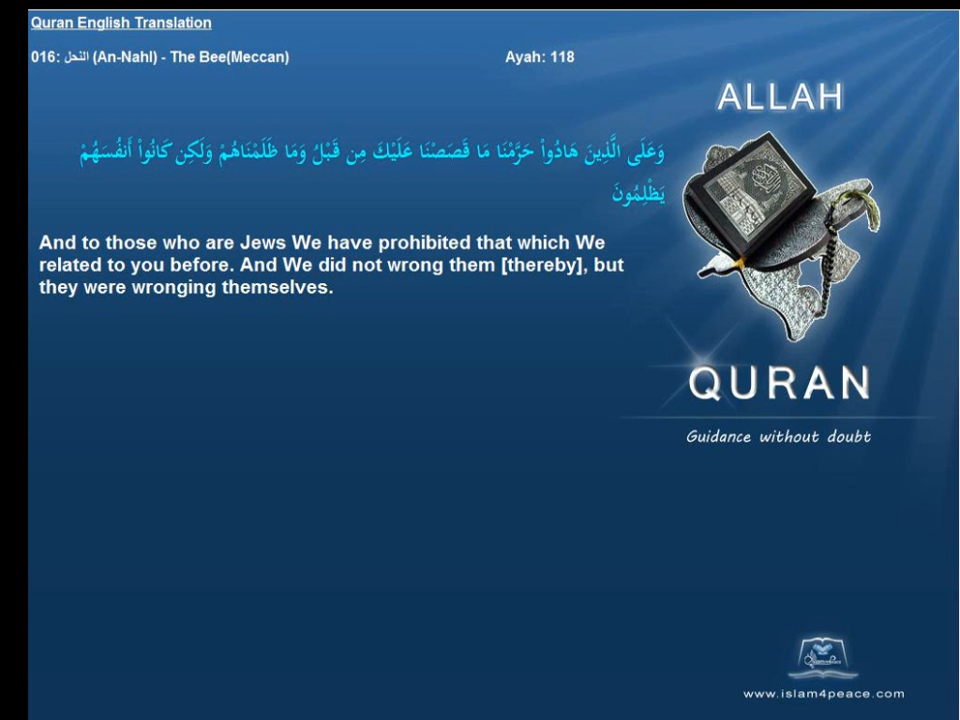 Quran English Translation
016: النحل (An-Nahl) - The Bee(Meccan)
Ayah: 118
ALLAH
وَعَلَى الَّذِينَ هَادُواْ حَرَّمْنَا مَا قَصَصْنَا عَلَيْكَ مِن قَبْلُ وَمَا ظَلَمْنَاهُمْ وَلَكِن كَانُواْ أَنفُسَهُمْ
يَظْلِمُونَ
And to those who are Jews We have prohibited that which We
related to you before. And We did not wrong them [thereby], but
they were wronging themselves.
QURAN
Guidance without doubt
www.islam4peace.com